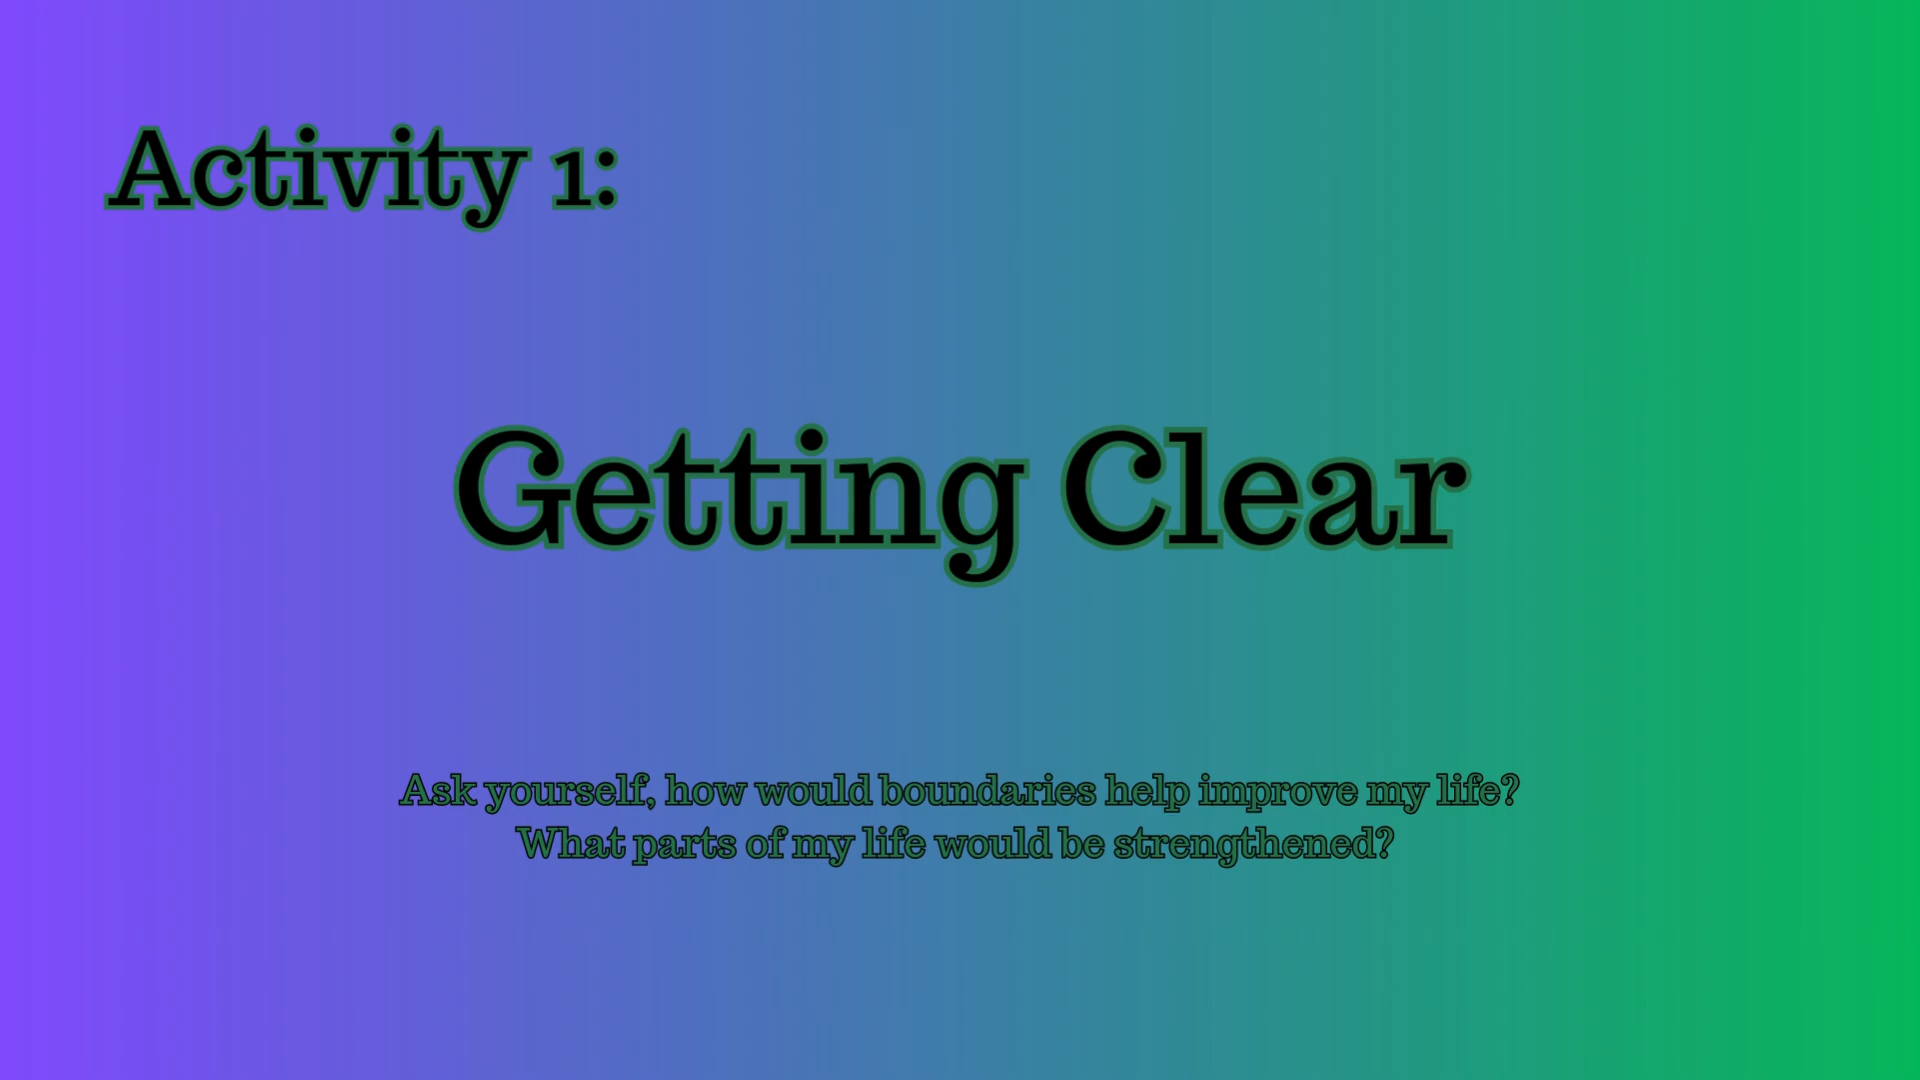 Activity 1:
Getting Clear
Ask yourself, how would boundaries help improve my life?
What parts of my life would be strengthened?